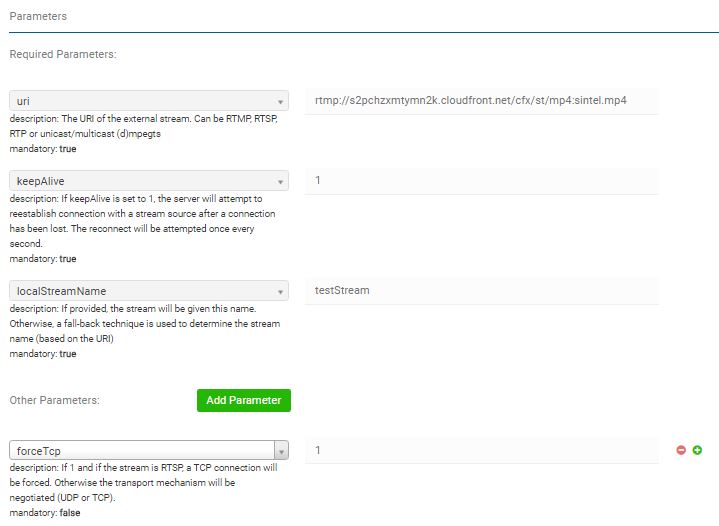 Parameters
Required Parameters:
uri
rtmp://s2pchzxmtymn2k.cloudfront.net/cfx/st/mp4:sintel.mp4
description: The URI of the external stream. Can be RTMP, RTSP,
RTP or unicast/multicast (d)mpegts
mandatory: true
keepAlive
1
description: If keepAlive is set to 1, the server will attempt to
reestablish connection with a stream source after a connection
has been lost. The reconnect will be attempted once every
second.
mandatory: true
localStreamName
testStream
description: If provided, the stream will be given this name.
Otherwise, a fall-back technique is used to determine the stream
name (based on the URI)
mandatory: true
Other Parameters:
Add Parameter
forceTcp
1
description: If 1 and if the stream is RTSP, a TCP connection will
be forced. Otherwise the transport mechanism will be
negotiated (UDP or TCP).
mandatory: false